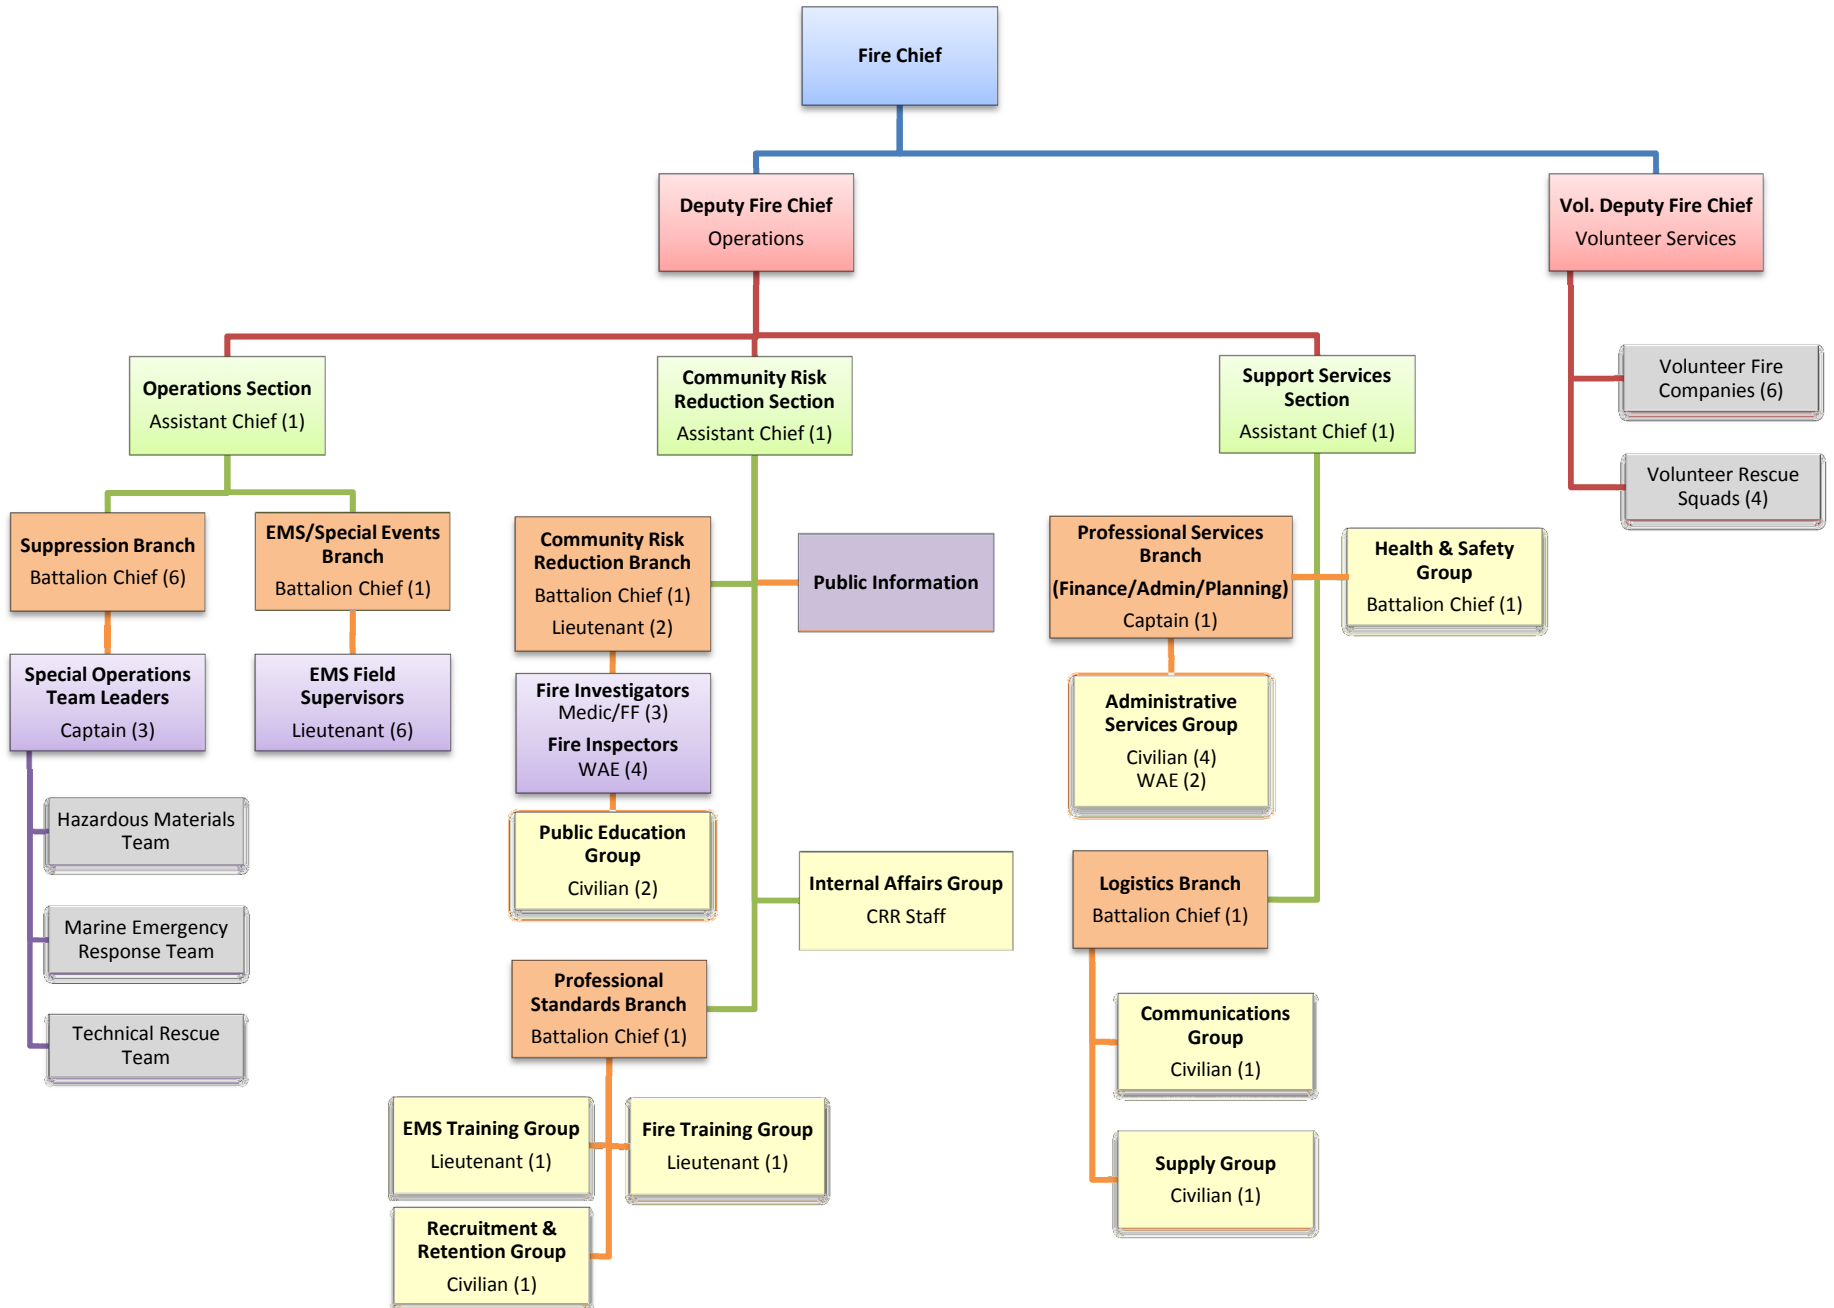 Fire Chief
Deputy Fire Chief
Operations
Vol. Deputy Fire Chief
Volunteer Services
Operations Section
Assistant Chief (1)
Community Risk
Reduction Section
Assistant Chief (1)
Support Services
Section
Assistant Chief (1)
Volunteer Fire
Companies (6)
Volunteer Rescue
Squads (4)
Suppression Branch
Battalion Chief (6)
EMS/Special Events
Branch
Battalion Chief (1)
Community Risk
Reduction Branch
Battalion Chief (1)
Lieutenant (2)
Public Information
Professional Services
Branch
(Finance/Admin/Planning)
Captain (1)
Health & Safety
Group
Battalion Chief (1)
Special Operations
Team Leaders
Captain (3)
EMS Field
Supervisors
Lieutenant (6)
Fire Investigators
Medic/FF (3)
Fire Inspectors
WAE (4)
Administrative
Services Group
Civilian (4)
WAE (2)
Hazardous Materials
Team
Public Education
Group
Civilian (2)
Internal Affairs Group
CRR Staff
Logistics Branch
Battalion Chief (1)
Marine Emergency
Response Team
Professional
Standards Branch
Battalion Chief (1)
Technical Rescue
Team
Communications
Group
Civilian (1)
EMS Training Group
Lieutenant (1)
Fire Training Group
Lieutenant (1)
Supply Group
Civilian (1)
Recruitment &
Retention Group
Civilian (1)